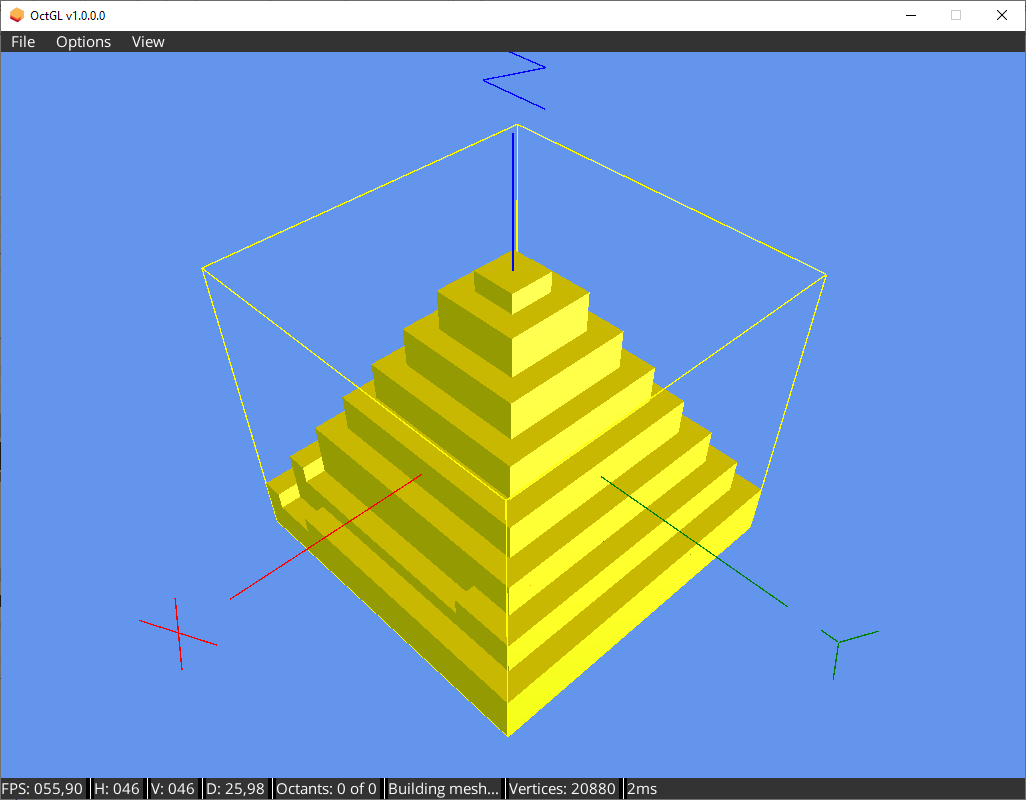 OctGL v1.0.0.0
File Options View
Z
X
Y
FPS: 055,90 H: 046 V: 046 D: 25,98 Octants: 0 of 0 Building mesh... Vertices: 20880 2ms